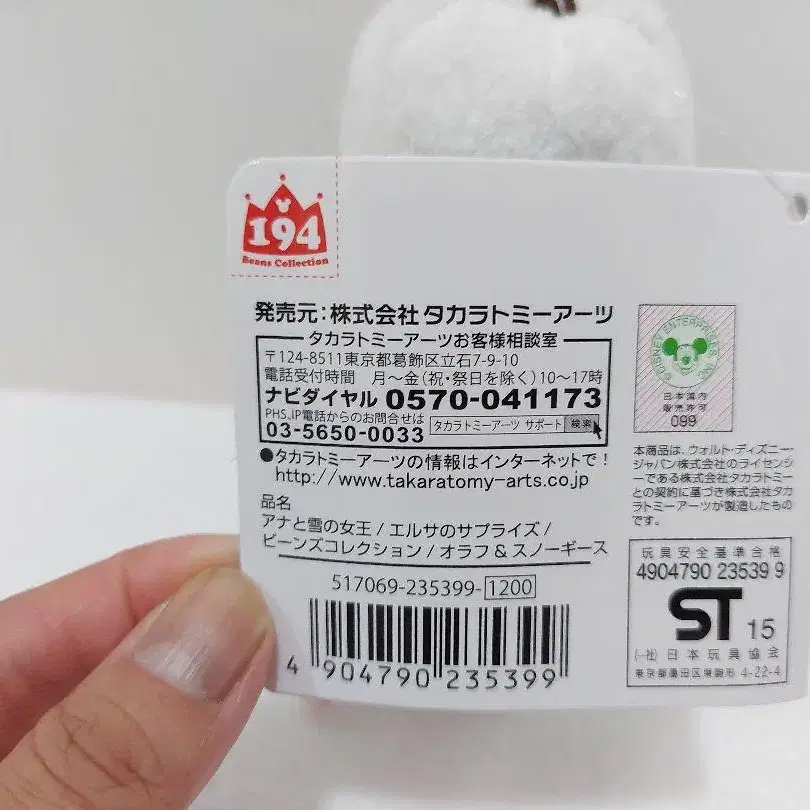 194
Beans Collection
発売元:株式会社タカラトミーアーツ
タカラトミーアーツお客様相談室
〒124-8511東京都葛飾区立石7-9-10
電話受付時間 月〜金(祝・祭日を除く)10〜17時
ナビダイヤル 0570-041173
PHS、IP電話からのお問合せは
03-5650-0033 タカラトミーアーツ サポート 検索
●タカラトミーアーツの情報はインターネットで!
http://www.takaratomy-arts.co.jp
品名
アナと雪の女王/エルサのサプライズ/
ビーンズコレクション/オラフ&スノーギース
517069-235399-1200
4 904790 235399
©DISNEY ENTERPRISES, INC.
日本国内
販売許可
099
本商品は、ウォルト・ディズニー・
ジャパン株式会社のライセンシ
ーである株式会社タカラトミー
との契約に基づき株式会社タカ
ラトミーアーツが製造したもの
です。
玩具安全基準合格
4904790 23539 9
ST 15
(一社)日本玩具協会
東京都墨田区東駒形 4-22-4